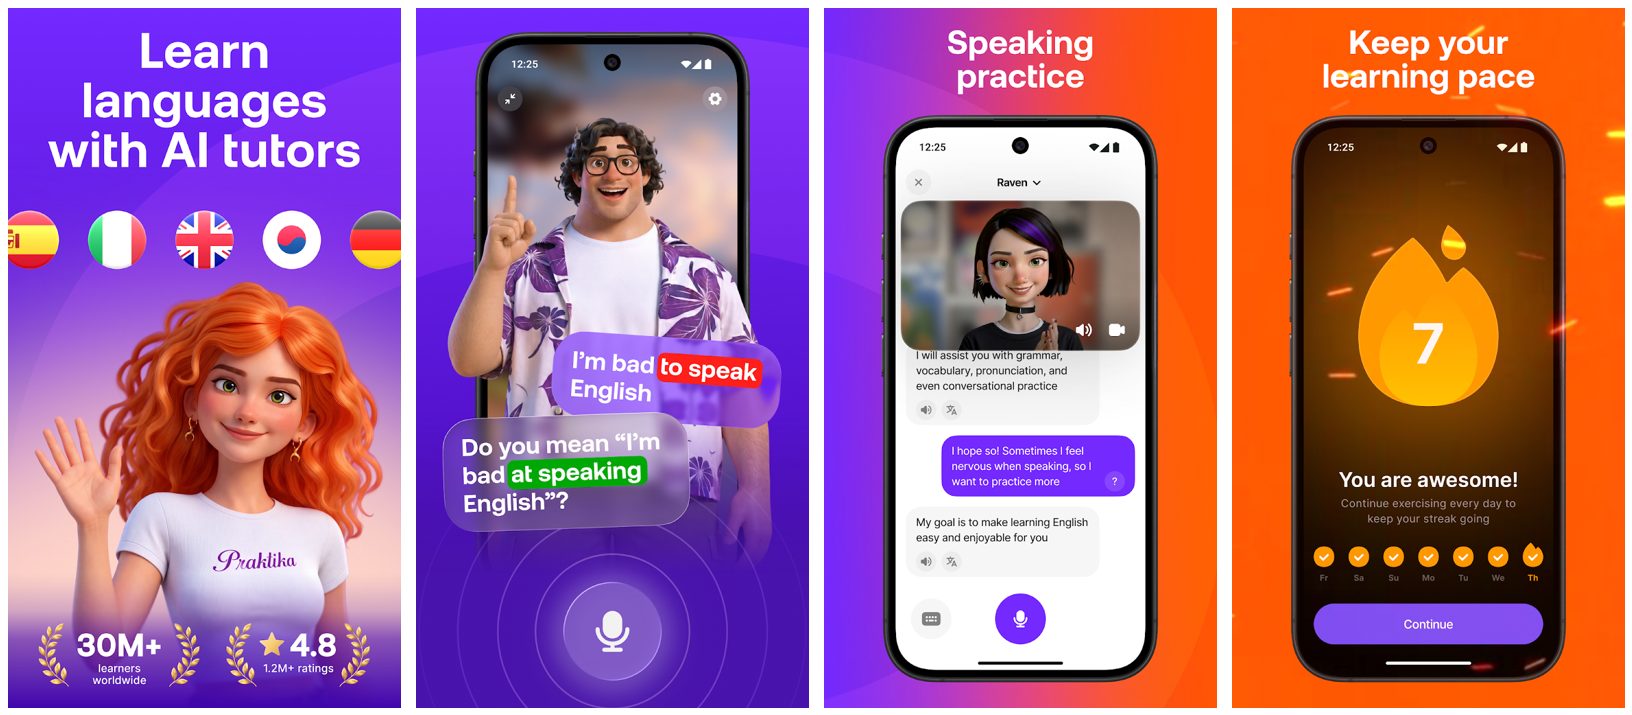 Learn
languages
with AI tutors
Praktika
30M+
learners
worldwide
4.8
1.2M+ ratings
12:25
I'm bad to speak
English
Do you mean “I'm
bad at speaking
English”?
Speaking
practice
12:25
Raven
I will assist you with grammar,
vocabulary, pronunciation, and
even conversational practice
I hope so! Sometimes I feel
nervous when speaking, so I
want to practice more
?
My goal is to make learning English
easy and enjoyable for you
Keep your
learning pace
12:25
7
You are awesome!
Continue exercising every day to
keep your streak going
Fr Sa Su Mo Tu We Th
Continue